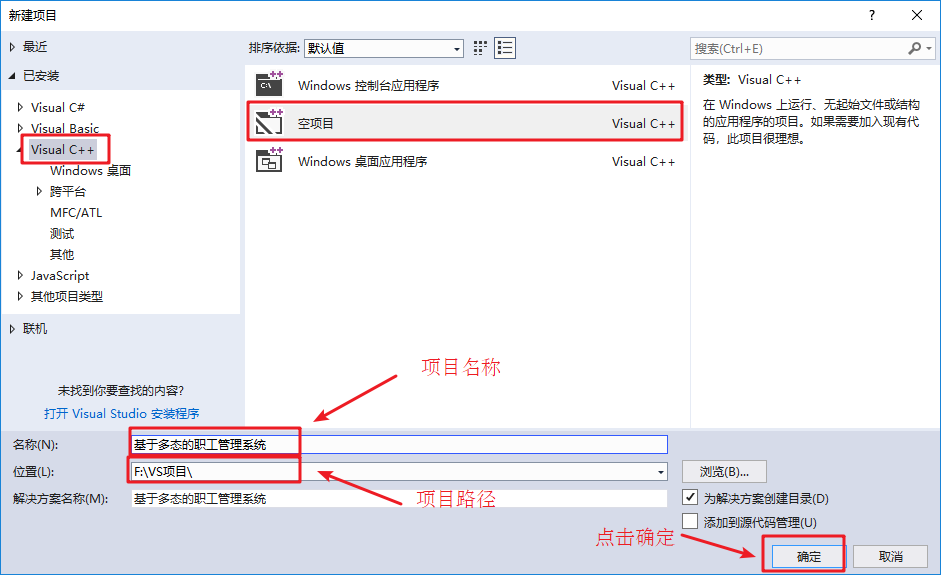 新建项目
?
最近
已安装
Visual C#
Visual Basic
Visual C++
Windows 桌面
跨平台
MFC/ATL
测试
其他
JavaScript
其他项目类型
联机
未找到你要查找的内容?
打开 Visual Studio 安装程序
排序依据: 默认值
Windows 控制台应用程序 Visual C++
空项目 Visual C++
Windows 桌面应用程序 Visual C++
搜索(Ctrl+E)
类型: Visual C++
在 Windows 上运行、无起始文件或结构
的应用程序的项目。如果需要加入现有代
码，此项目很理想。
项目名称
名称(N): 基于多态的职工管理系统
位置(L): F:\VS项目\ 浏览(B)...
项目路径
解决方案名称(M): 基于多态的职工管理系统
为解决方案创建目录(D)
添加到源代码管理(U)
点击确定
确定 取消